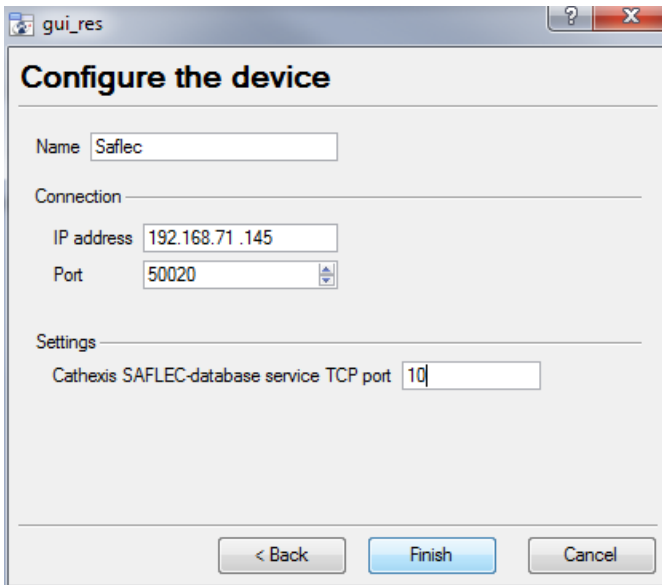 gui_res
Configure the device
Name Saflec
Connection
IP address 192.168.71 .145
Port 50020
Settings
Cathexis SAFLEC-database service TCP port 10
< Back Finish Cancel